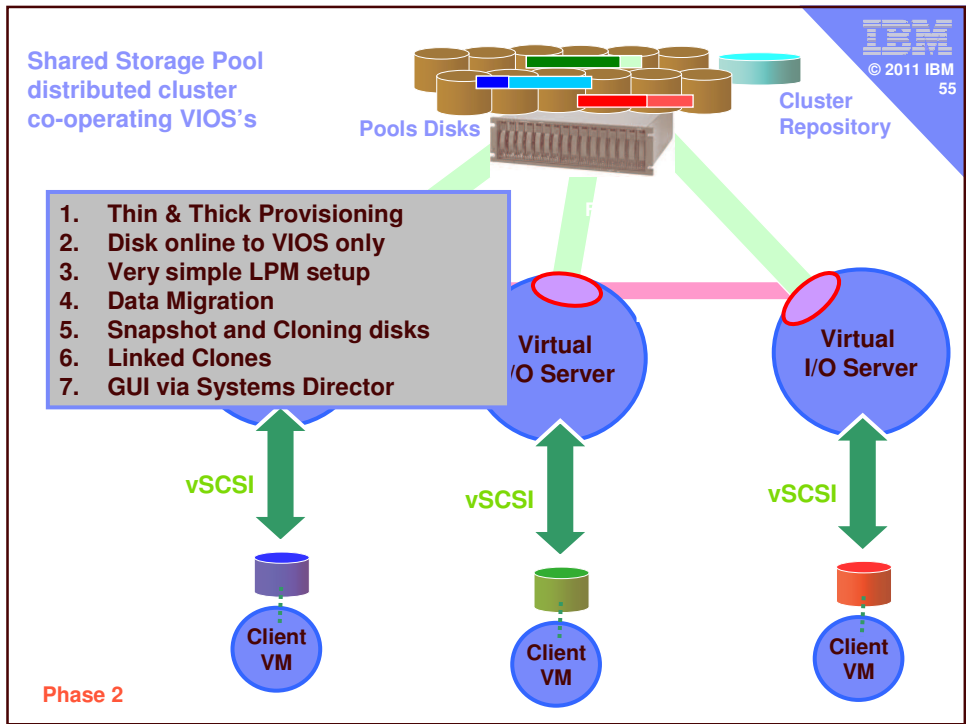 Shared Storage Pool
distributed cluster
co-operating VIOS's
IBM
© 2011 IBM
55
Pools Disks
Cluster
Repository
1. Thin & Thick Provisioning
2. Disk online to VIOS only
3. Very simple LPM setup
4. Data Migration
5. Snapshot and Cloning disks
6. Linked Clones
7. GUI via Systems Director
Virtual
I/O Server
Virtual
I/O Server
vSCSI
vSCSI
vSCSI
Client
VM
Client
VM
Client
VM
Phase 2